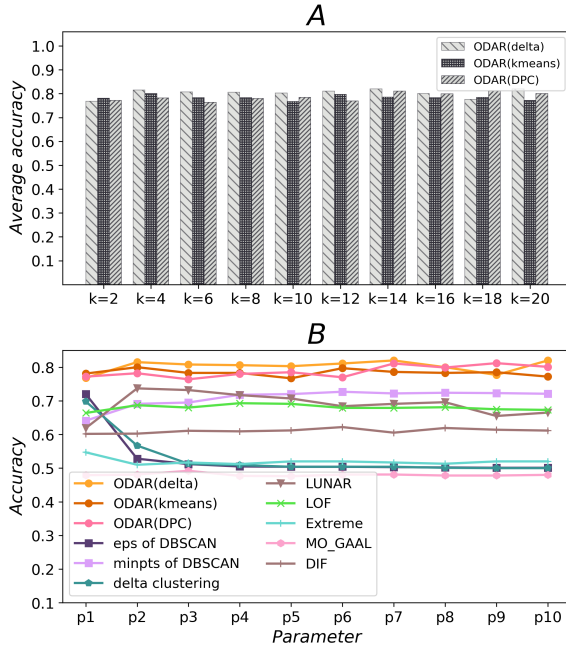 A
Average accuracy
1.0
0.9
0.8
0.7
0.6
0.5
0.4
0.3
0.2
0.1
ODAR(delta)
ODAR(kmeans)
ODAR(DPC)
k=2 k=4 k=6 k=8 k=10 k=12 k=14 k=16 k=18 k=20
B
Accuracy
0.8
0.7
0.6
0.5
0.4
0.3
0.2
0.1
ODAR(delta)
ODAR(kmeans)
ODAR(DPC)
eps of DBSCAN
minpts of DBSCAN
delta clustering
LUNAR
LOF
Extreme
MO_GAAL
DIF
p1 p2 p3 p4 p5 p6 p7 p8 p9 p10
Parameter